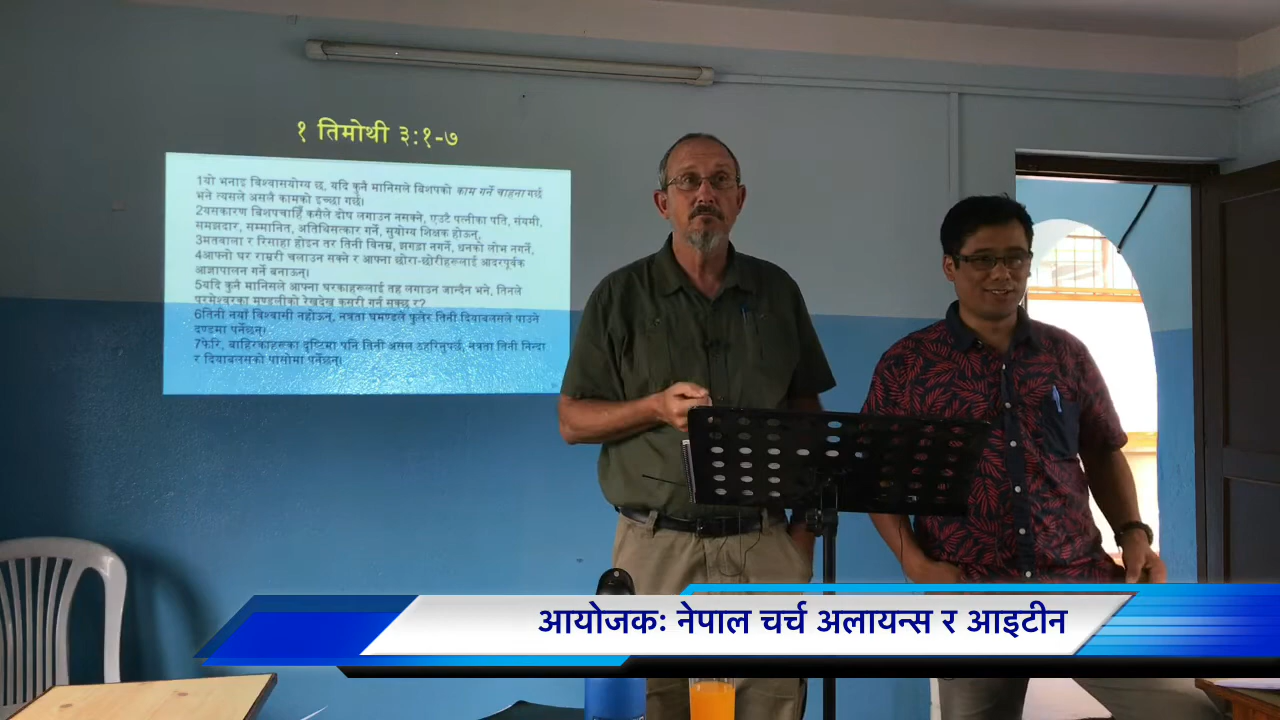 १ तिमोथी ३:१-७
1यो भनाइ विश्वासयोग्य छ, यदि कुनै मानिसले बिशपको काम गर्ने चाहना गर्छ
भने त्यसले असलै कामको इच्छा गर्छ।
2यसकारण बिशपचाहिँ कसैले दोष लगाउन नसक्ने, एउटै पत्नीका पति, संयमी,
समझदार, सम्मानित, अतिथिसत्कार गर्ने, सुयोग्य शिक्षक होऊन्,
3मतवाला र रिसाहा होइन तर तिनी विनम्र, झगडा नगर्ने, धनको लोभ नगर्ने,
4आफ्नो घर राम्ररी चलाउन सक्ने र आफ्ना छोरा-छोरीहरूलाई आदरपूर्वक
आज्ञापालन गर्ने बनाऊन्।
5यदि कुनै मानिसले आफ्ना घरकाहरूलाई तह लगाउन जान्दैन भने, तिनले
परमेश्वरका मण्डलीको रेखदेख कसरी गर्न सक्छ र?
6तिनी नयाँ विश्वासी नहोऊन्, नत्रता घमण्डले फुलेर तिनी दियाबलसले पाउने
दण्डमा पर्नेछन्।
7फेरि, बाहिरकाहरूका दृष्टिमा पनि तिनी असल ठहरिनुपर्छ, नत्रता तिनी निन्दा
र दियाबलसको पासोमा पर्नेछन्।
आयोजकः नेपाल चर्च अलायन्स र आइटीन